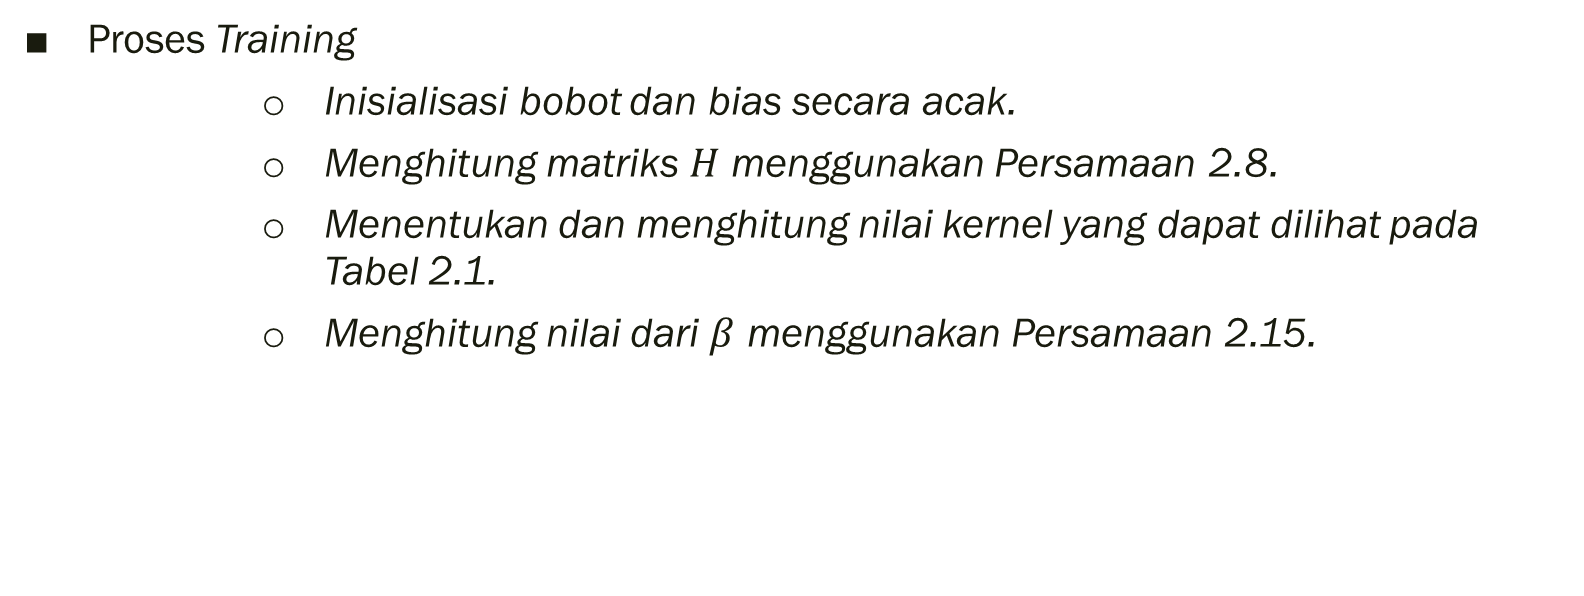 ■ Proses Training
○ Inisialisasi bobot dan bias secara acak.
○ Menghitung matriks H menggunakan Persamaan 2.8.
○ Menentukan dan menghitung nilai kernel yang dapat dilihat pada
Tabel 2.1.
○ Menghitung nilai dari β menggunakan Persamaan 2.15.